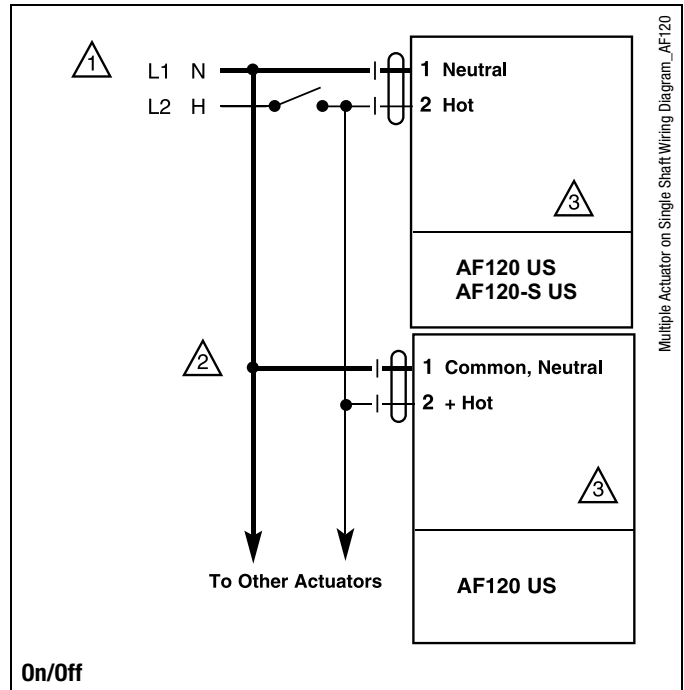 1
L1 N
L2 H
1 Neutral
2 Hot
3
AF120 US
AF120-S US
2
1 Common, Neutral
2 + Hot
3
AF120 US
To Other Actuators
On/Off
Multiple Actuator on Single Shaft Wiring Diagram_AF120